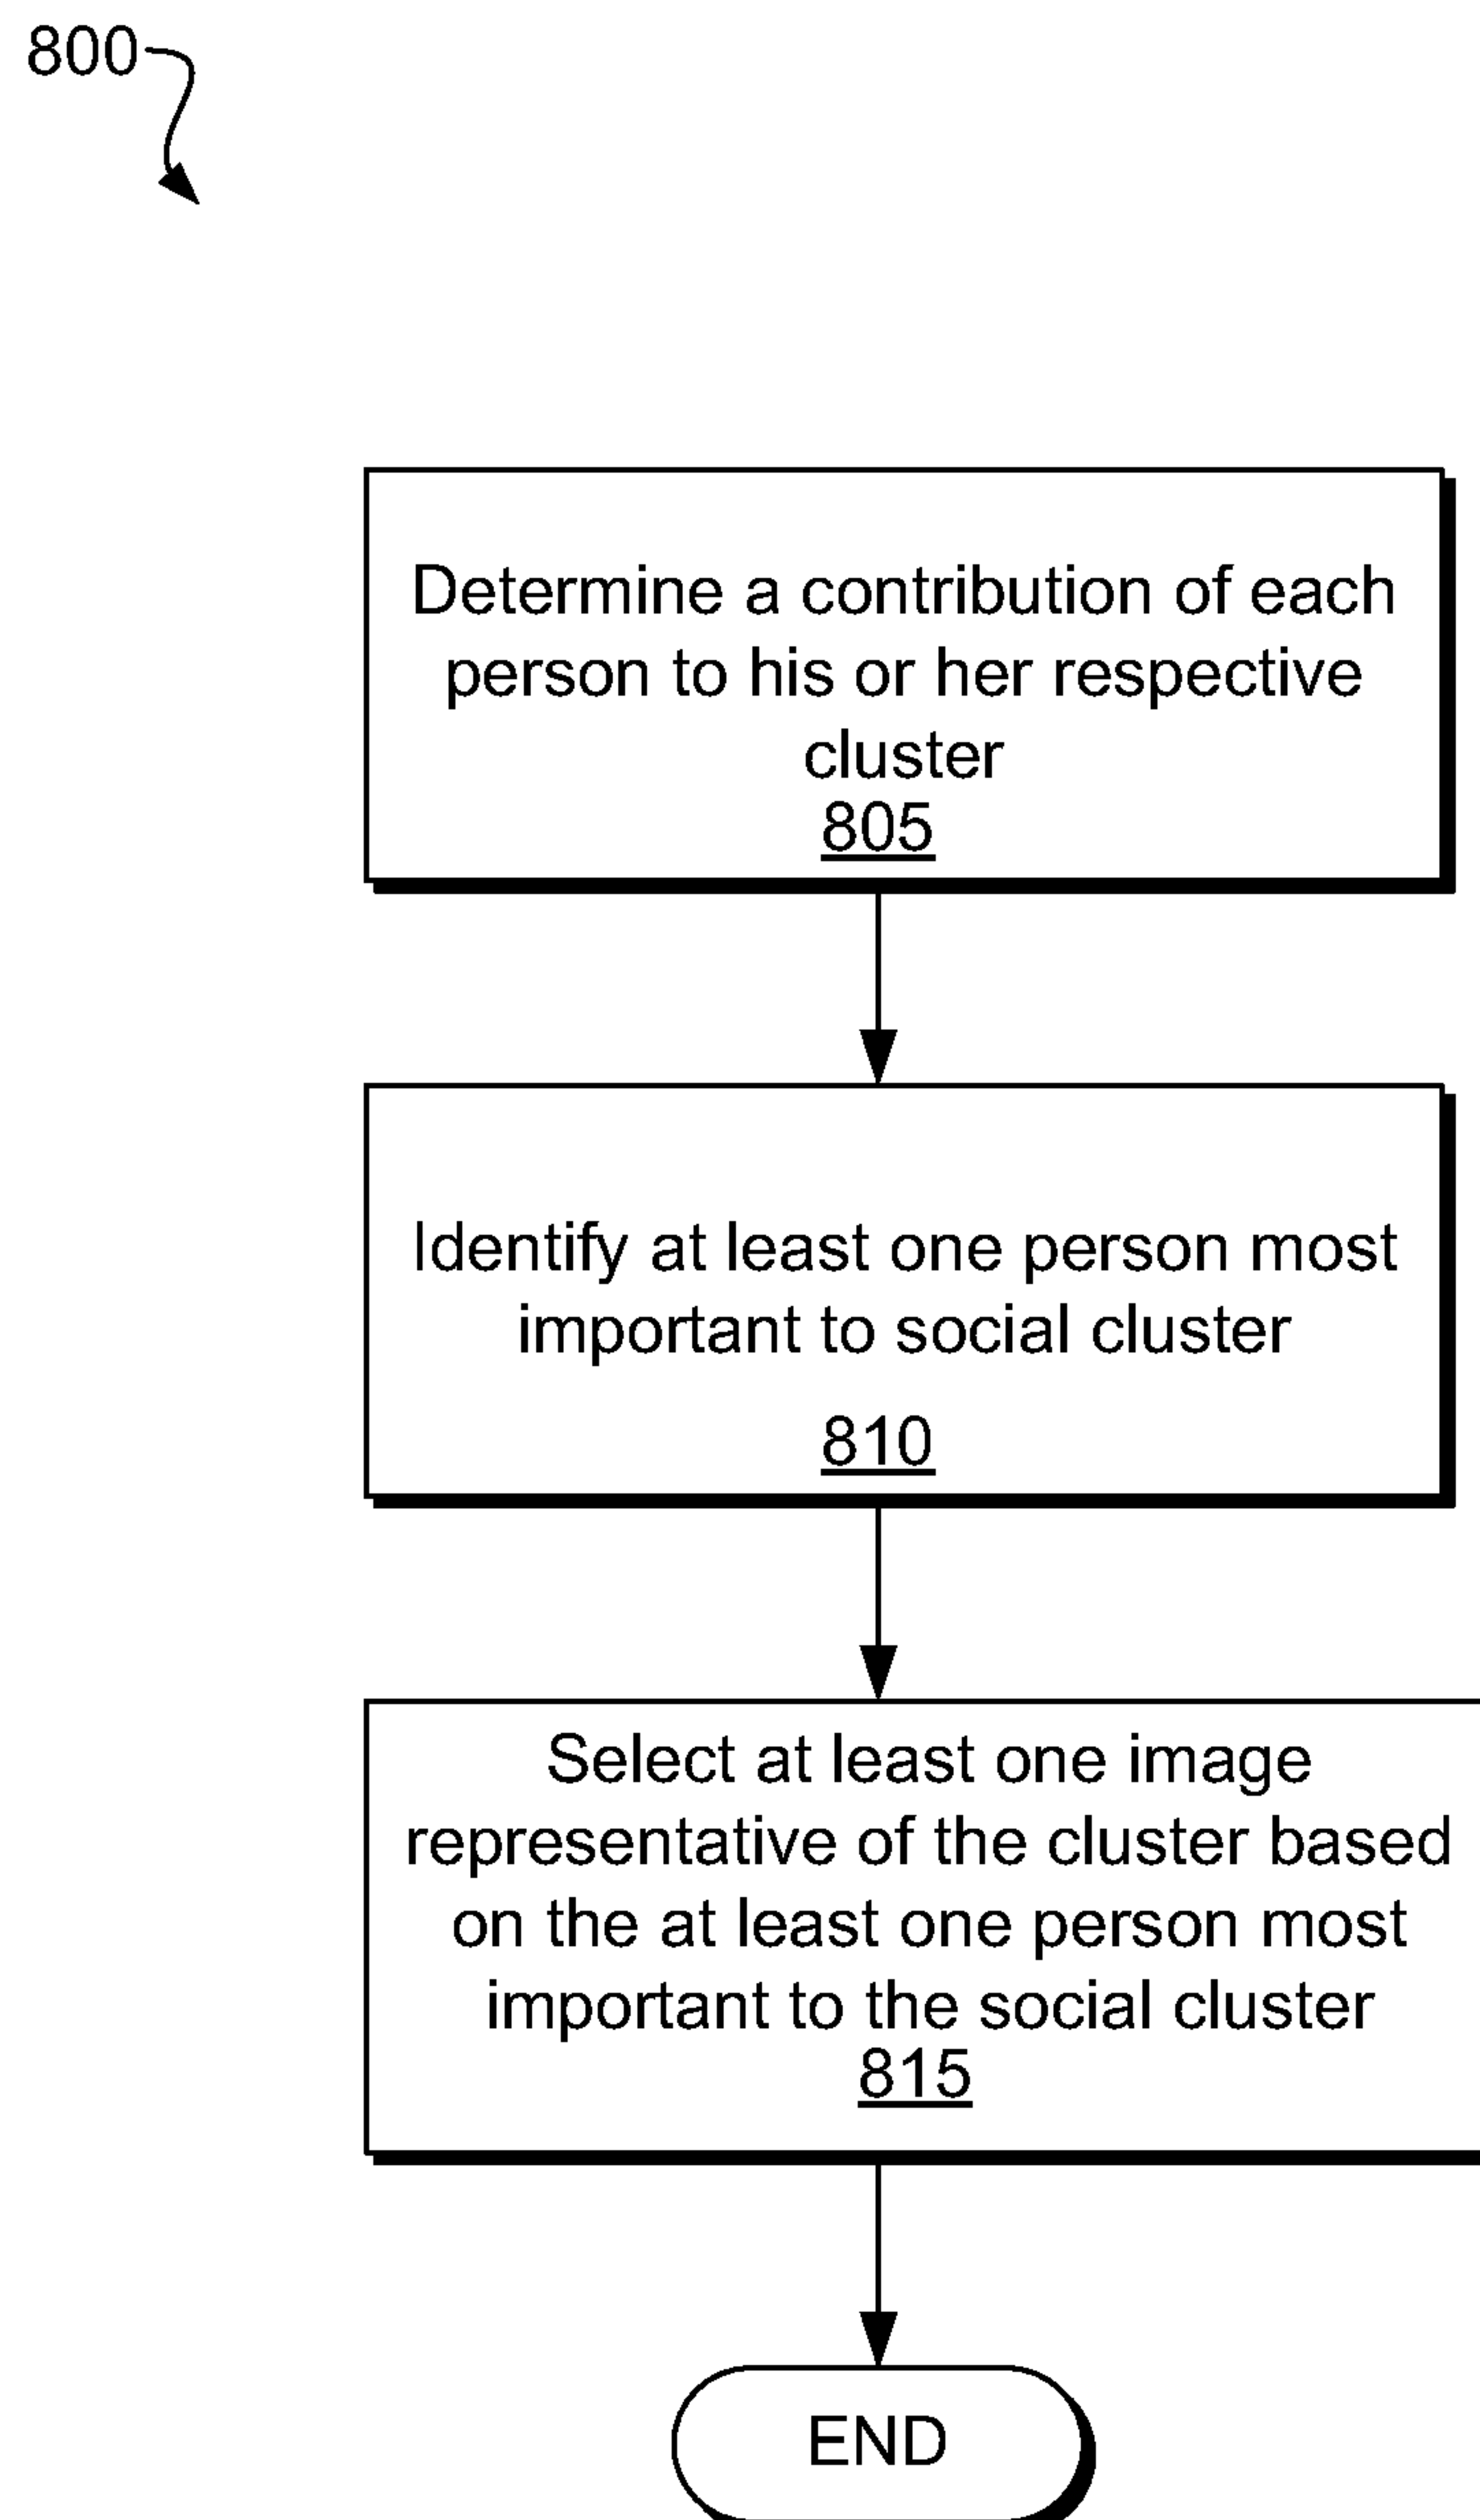 800
Determine a contribution of each
person to his or her respective
cluster
805
Identify at least one person most
important to social cluster
810
Select at least one image
representative of the cluster based
on the at least one person most
important to the social cluster
815
END